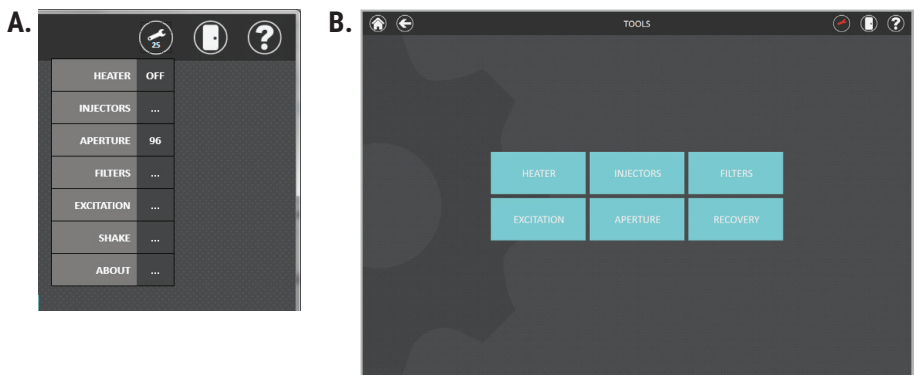 A.
25
HEATER OFF
INJECTORS ...
APERTURE 96
FILTERS ...
EXCITATION ...
SHAKE ...
ABOUT ...
B.
TOOLS
HEATER INJECTORS FILTERS
EXCITATION APERTURE RECOVERY